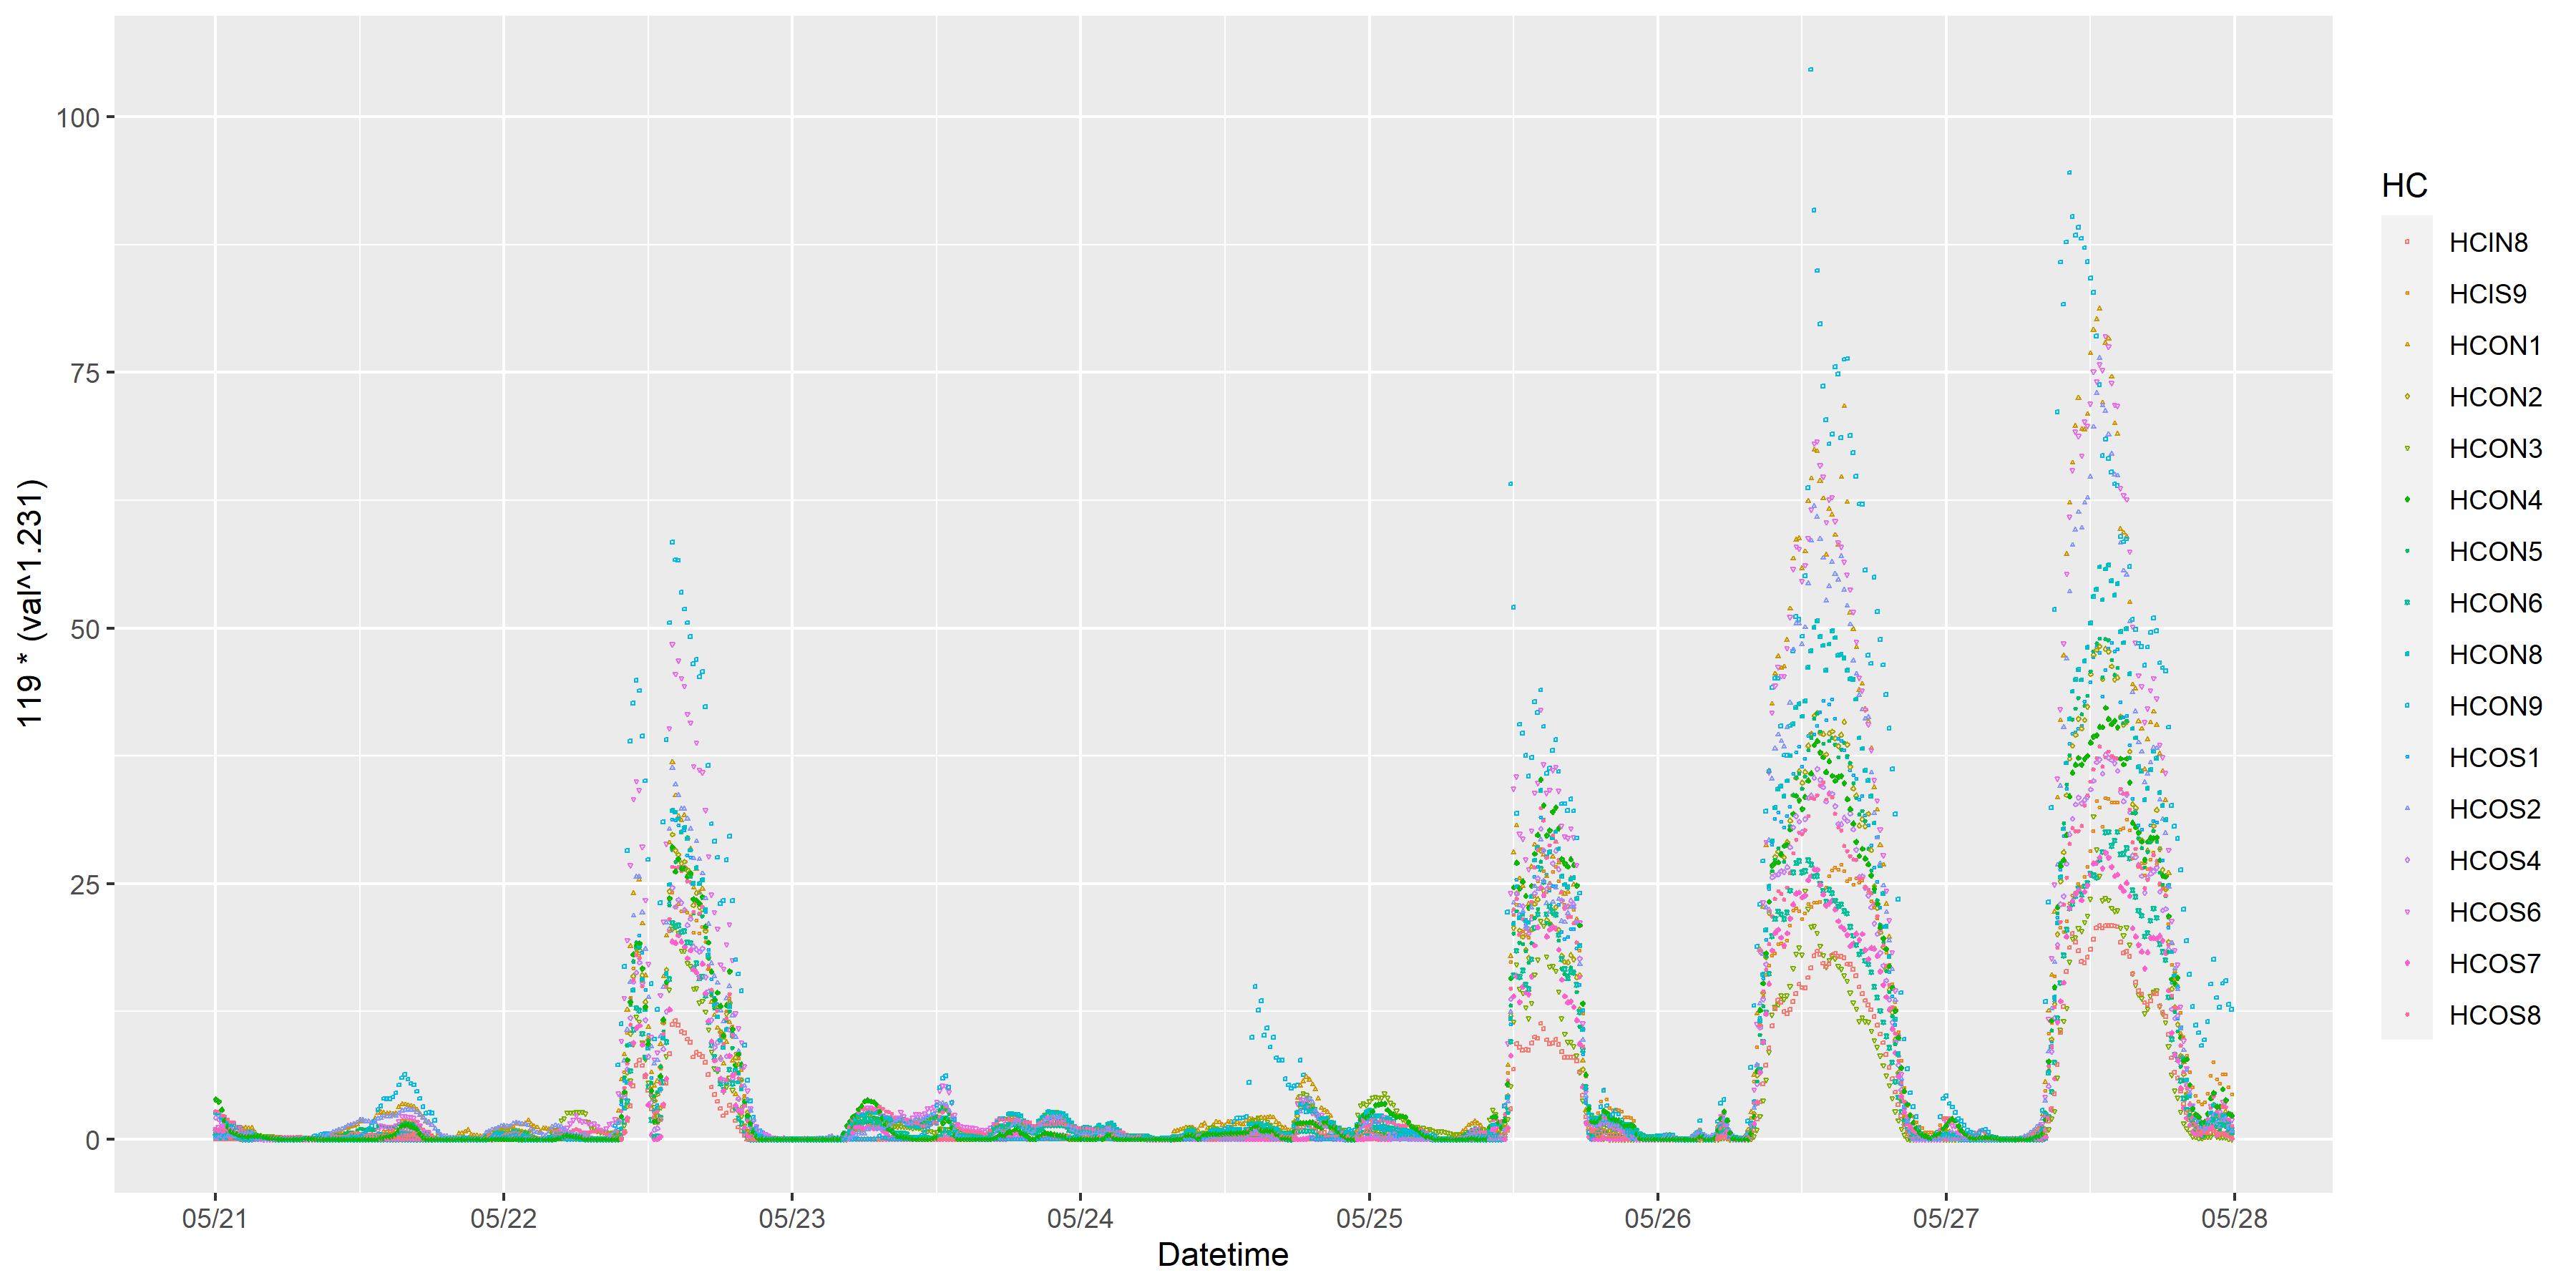 100
75
50
25
0
119 * (val^1.231)
05/21 05/22 05/23 05/24 05/25 05/26 05/27 05/28
Datetime
HC
HCIN8
HCIS9
HCON1
HCON2
HCON3
HCON4
HCON5
HCON6
HCON8
HCON9
HCOS1
HCOS2
HCOS4
HCOS6
HCOS7
HCOS8